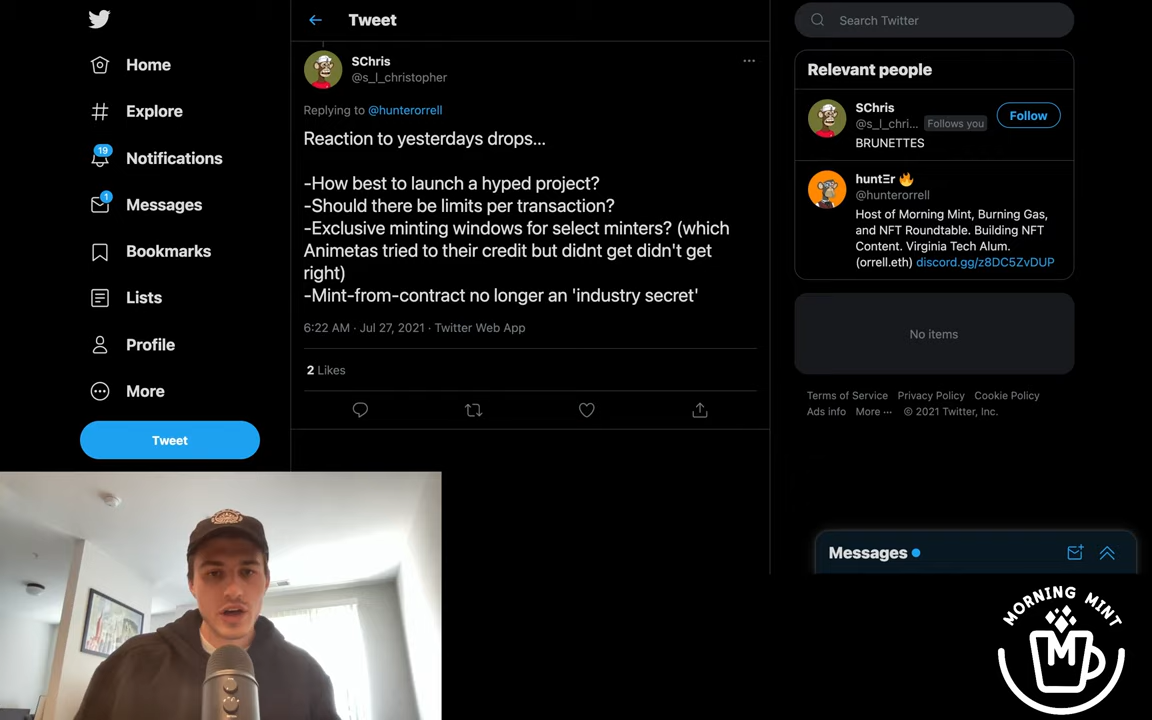 Home
Explore
19
Notifications
1
Messages
Bookmarks
Lists
Profile
More
Tweet
Tweet
SChris
@s_l_christopher
Replying to @hunterorrell
Reaction to yesterdays drops...
-How best to launch a hyped project?
-Should there be limits per transaction?
-Exclusive minting windows for select minters? (which
Animetas tried to their credit but didnt get didn't get
right)
-Mint-from-contract no longer an 'industry secret'
6:22 AM · Jul 27, 2021 · Twitter Web App
2 Likes
Search Twitter
Relevant people
SChris
@s_l_chri... Follows you
Follow
BRUNETTES
huntΞr 🔥
@hunterorrell
Host of Morning Mint, Burning Gas,
and NFT Roundtable. Building NFT
Content. Virginia Tech Alum.
(orrell.eth) discord.gg/z8DC5ZvDUP
No items
Terms of Service Privacy Policy Cookie Policy
Ads info More ··· © 2021 Twitter, Inc.
Messages
MORNING MINT
M